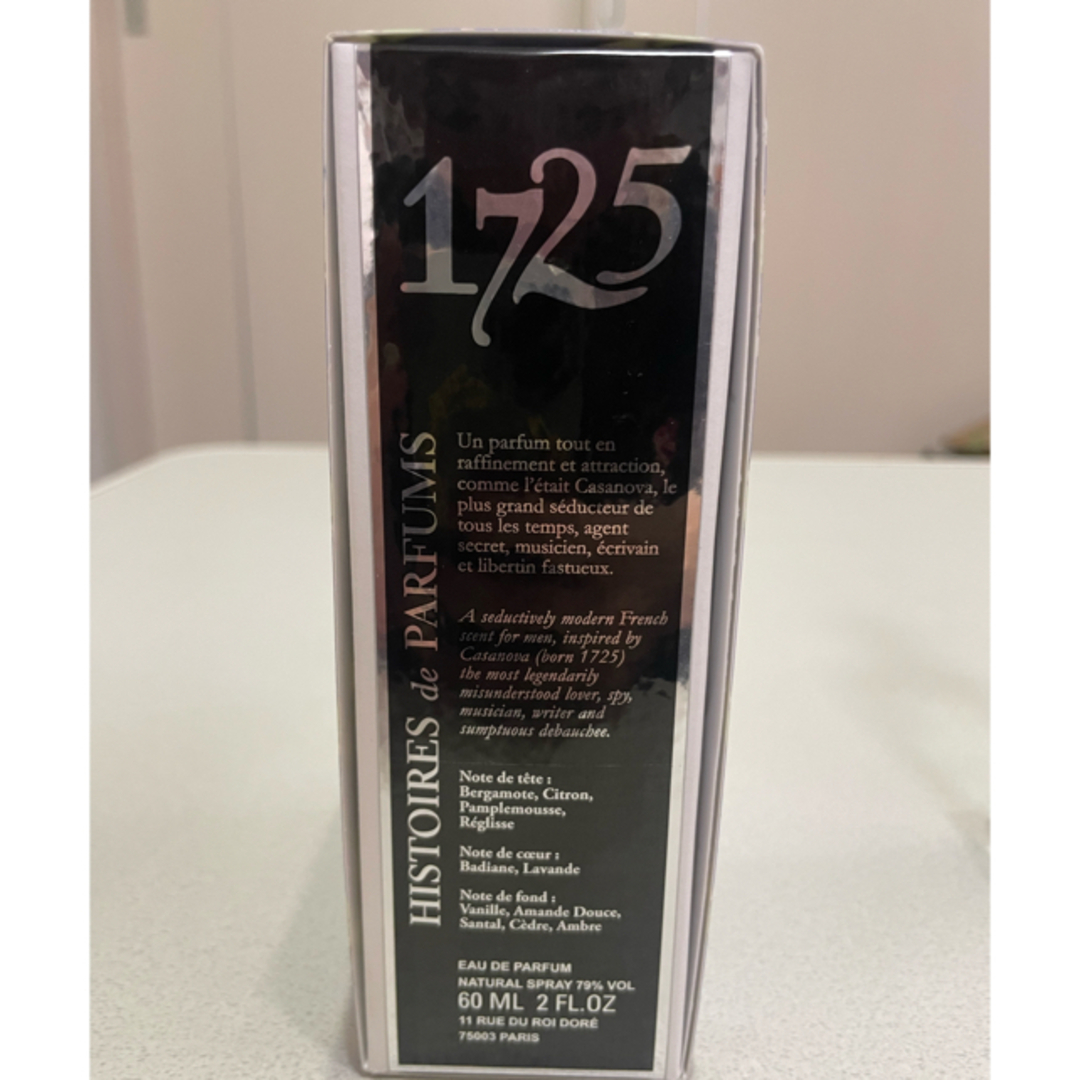 1725
HISTOIRES de PARFUMS
Un parfum tout en
raffinement et attraction,
comme l'était Casanova, le
plus grand séducteur de
tous les temps, agent
secret, musicien, écrivain
et libertin fastueux.
A seductively modern French
scent for men, inspired by
Casanova (born 1725)
the most legendarily
misunderstood lover, spy,
musician, writer and
sumptuous debauchee.
Note de tête :
Bergamote, Citron,
Pamplemousse,
Réglisse
Note de cœur :
Badiane, Lavande
Note de fond :
Vanille, Amande Douce,
Santal, Cèdre, Ambre
EAU DE PARFUM
NATURAL SPRAY 79% VOL
60 ML 2 FL.OZ
11 RUE DU ROI DORÉ
75003 PARIS